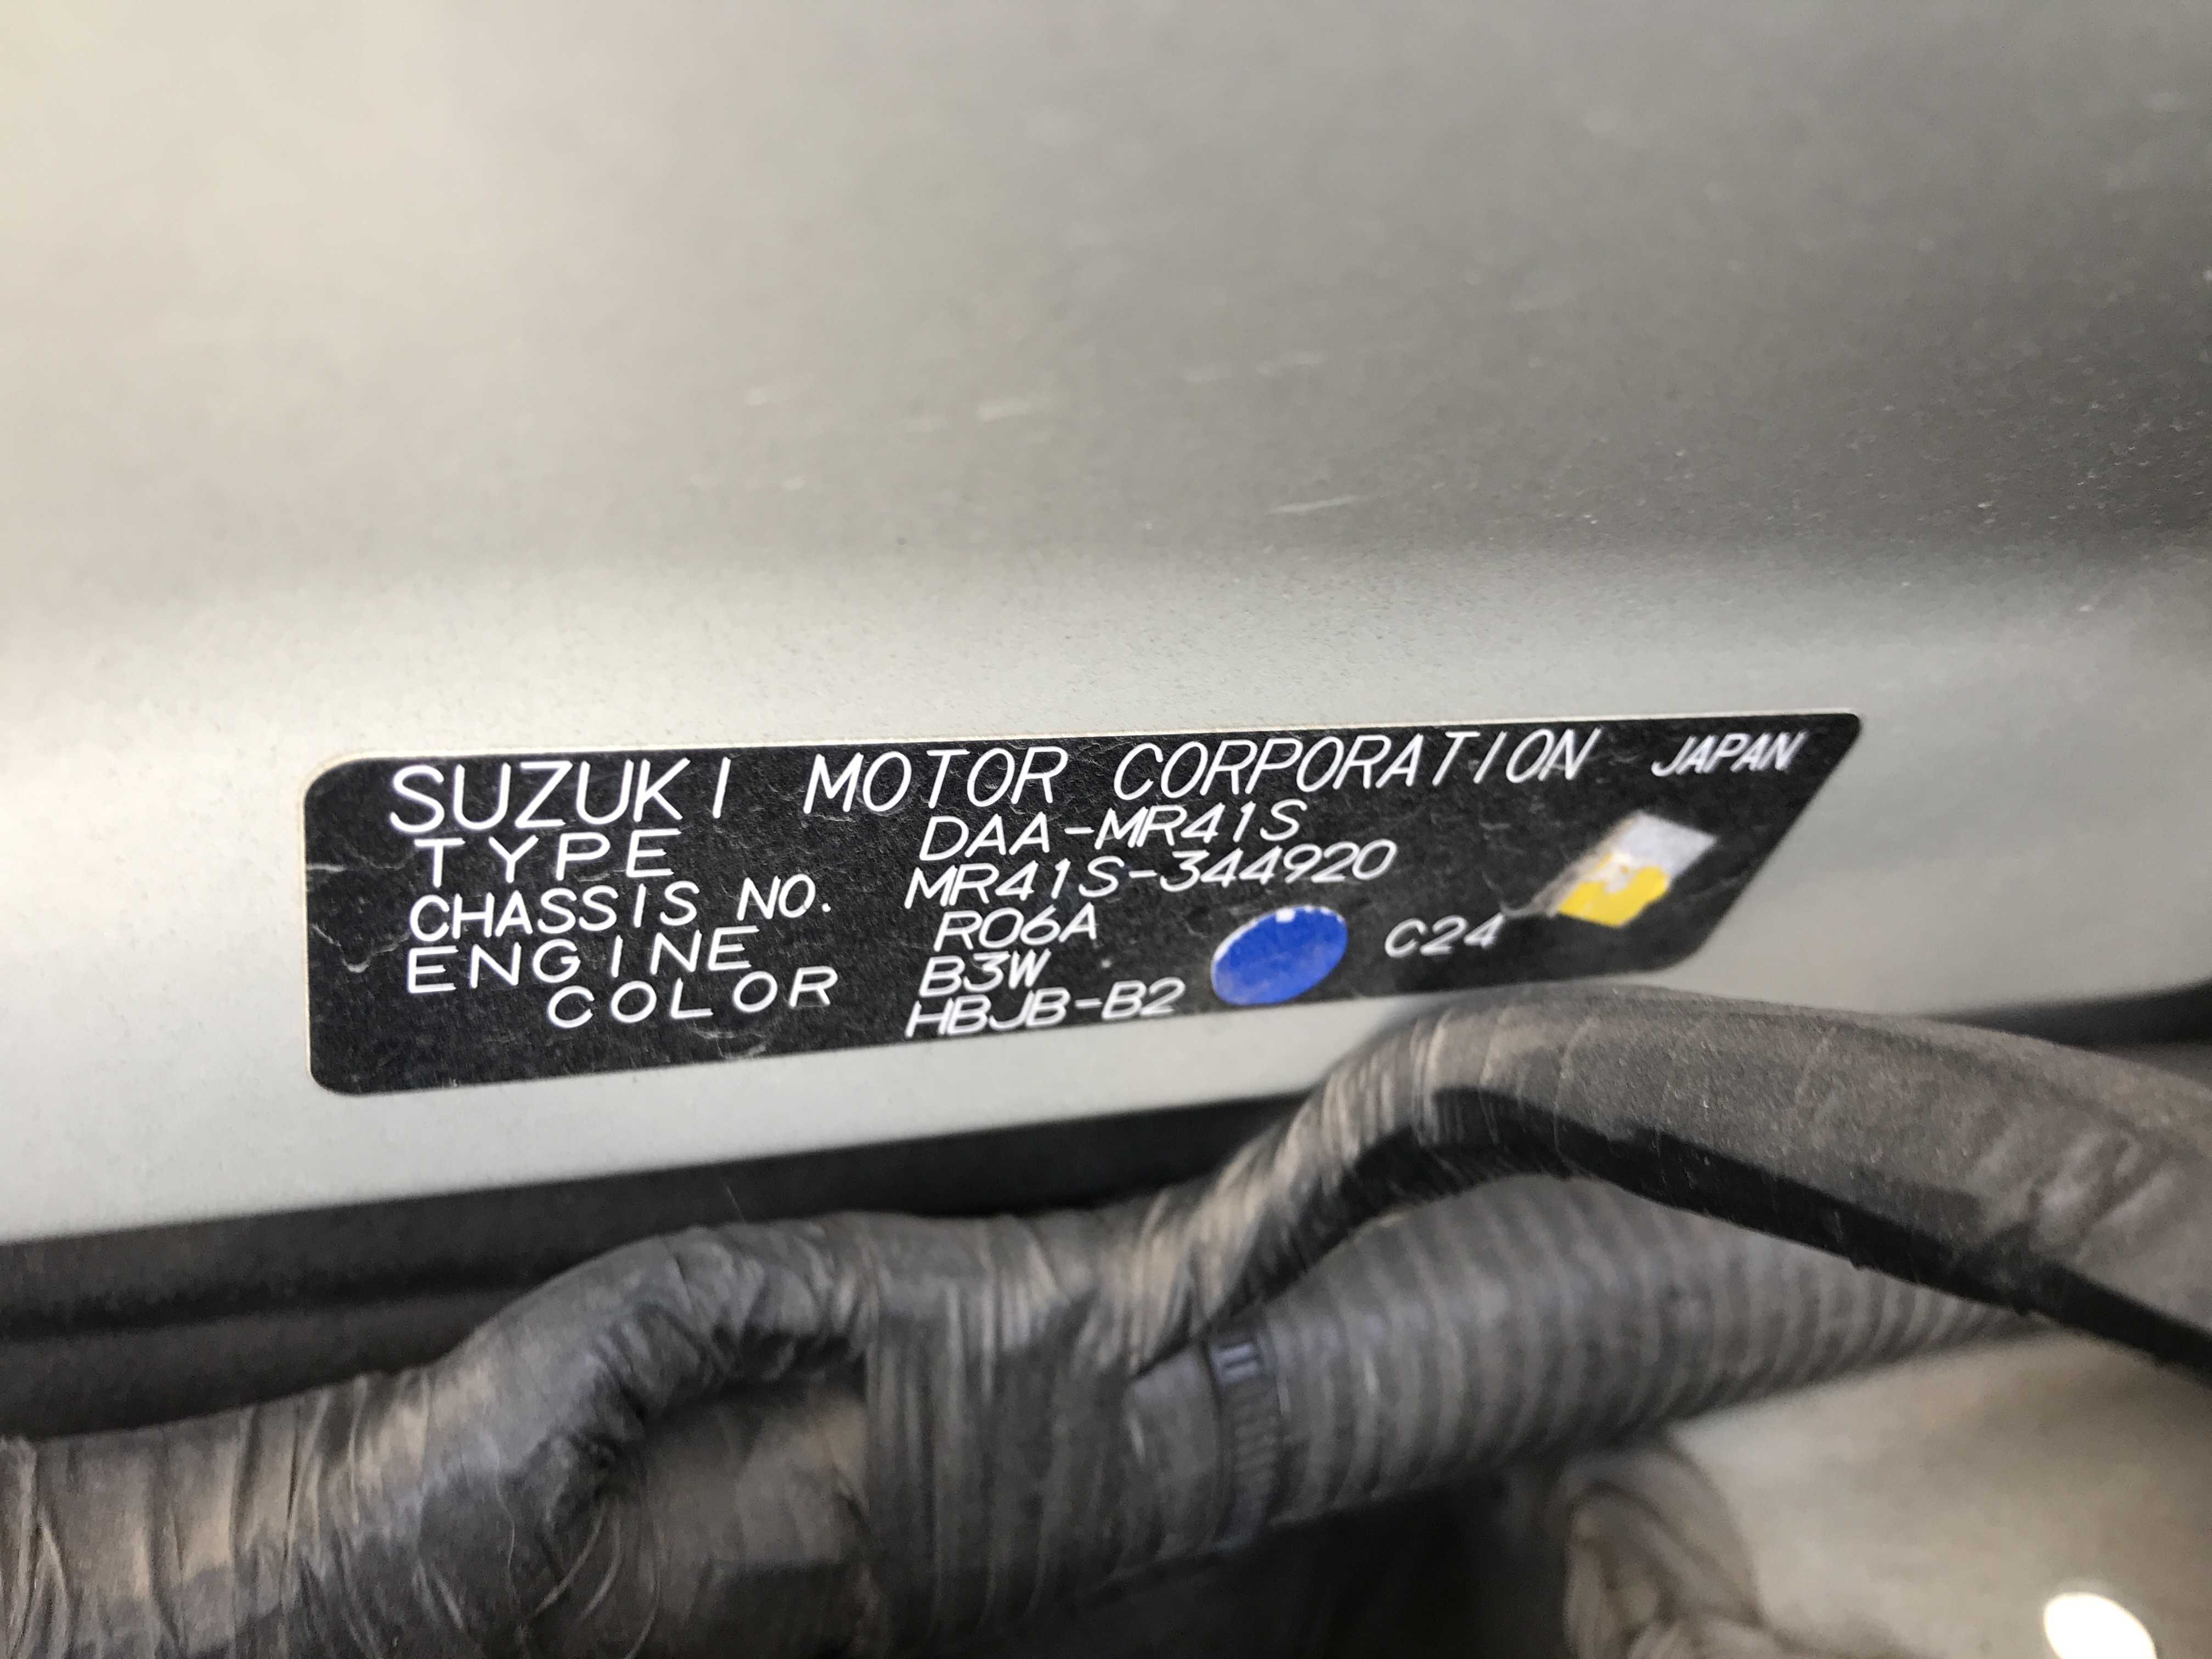 SUZUKI MOTOR CORPORATION JAPAN
TYPE DAA-MR41S
CHASSIS NO. MR41S-344920
ENGINE R06A
COLOR B3W C24
HBJB-B2